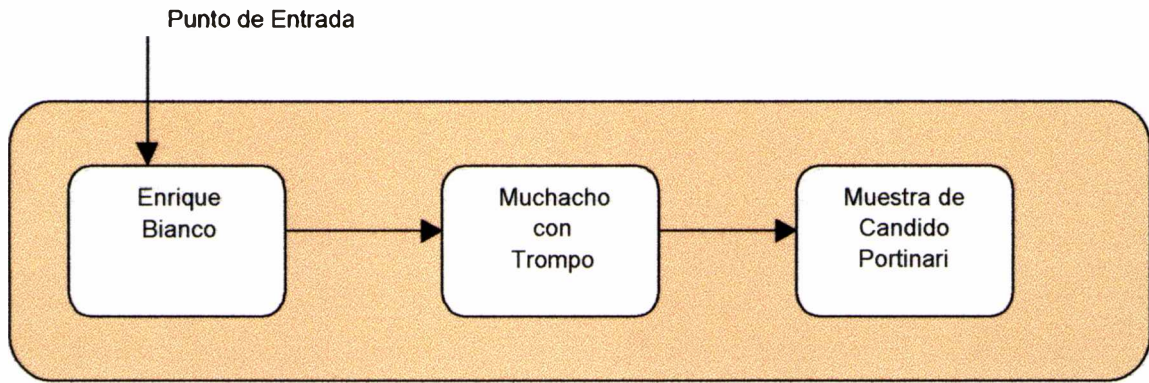 Punto de Entrada
Enrique
Bianco
Muchacho
con
Trompo
Muestra de
Candido
Portinari